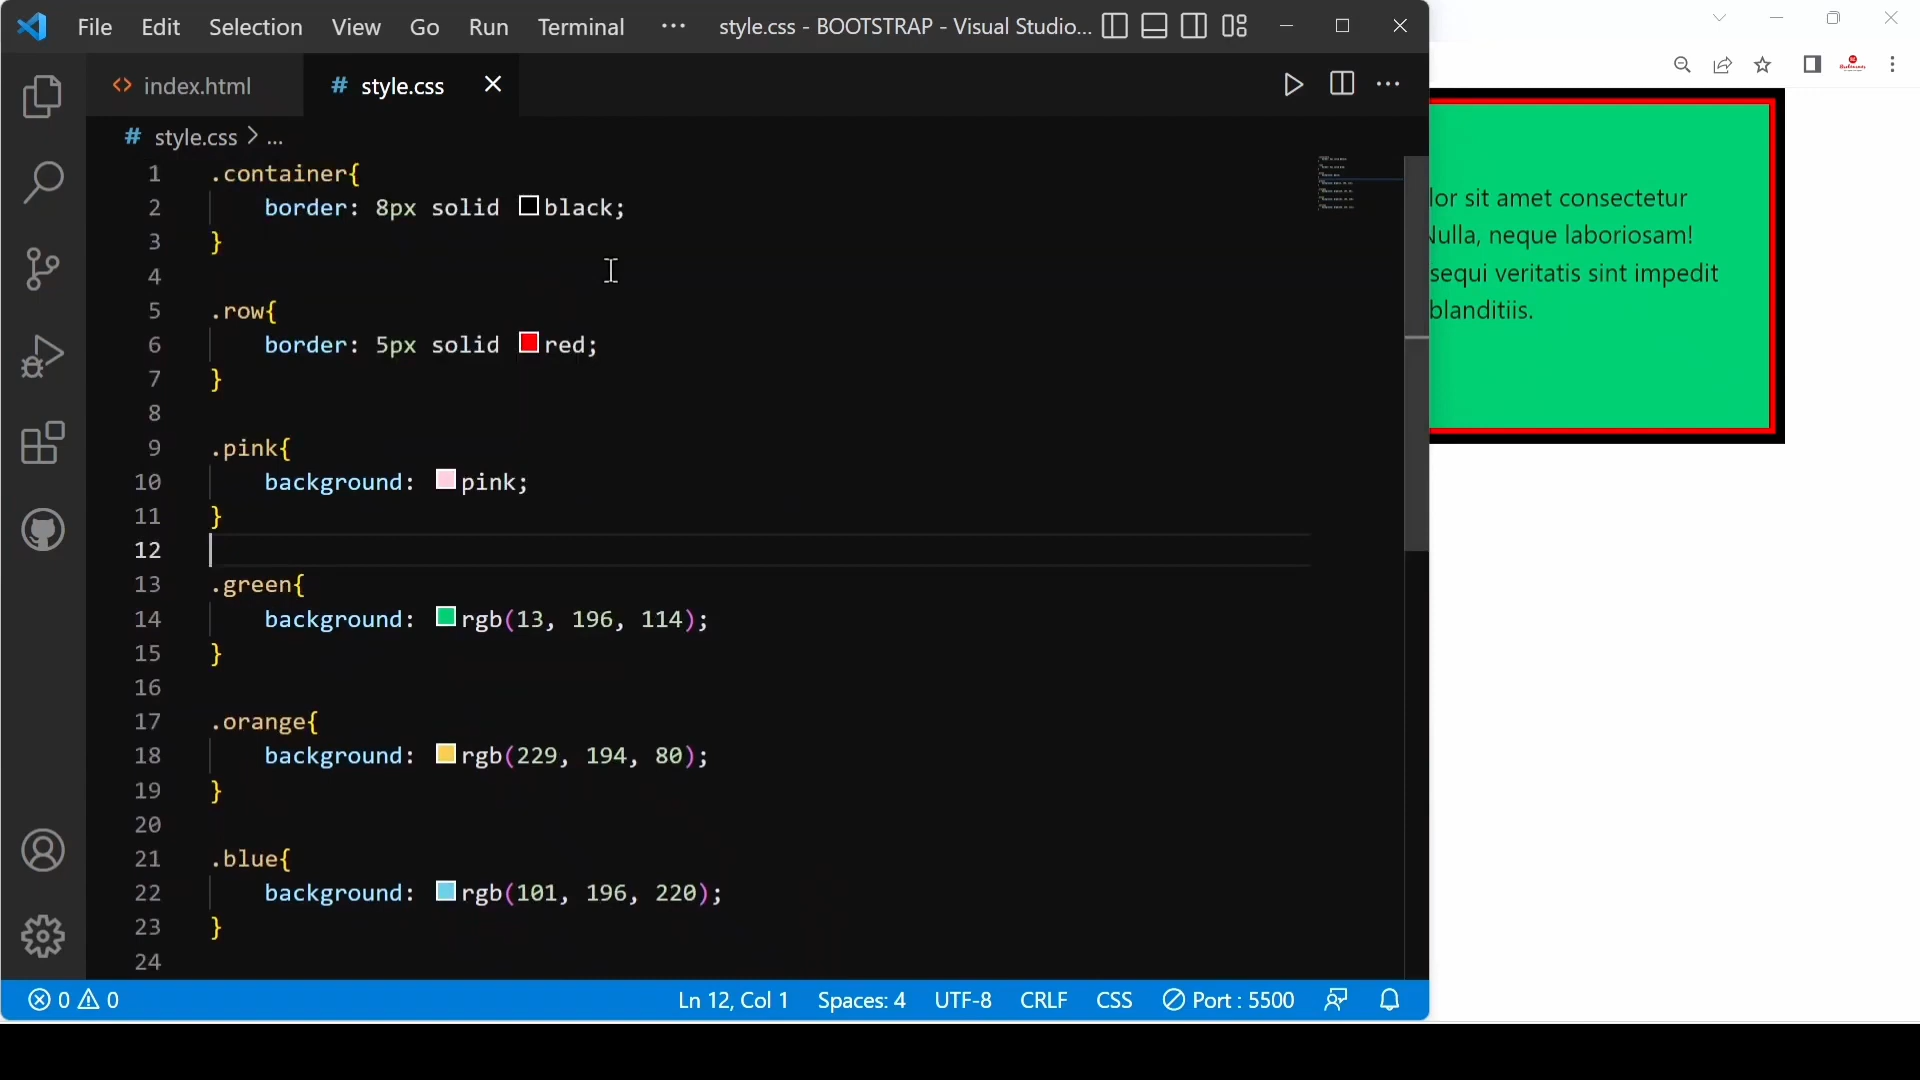 File Edit Selection View Go Run Terminal ··· style.css - BOOTSTRAP - Visual Studio...
index.html
# style.css
# style.css > ...
1 .container{
2 border: 8px solid black;
3 }
4
5 .row{
6 border: 5px solid red;
7 }
8
9 .pink{
10 background: pink;
11 }
12
13 .green{
14 background: rgb(13, 196, 114);
15 }
16
17 .orange{
18 background: rgb(229, 194, 80);
19 }
20
21 .blue{
22 background: rgb(101, 196, 220);
23 }
24
lor sit amet consectetur
Nulla, neque laboriosam!
sequi veritatis sint impedit
blanditiis.
0 0 Ln 12, Col 1 Spaces: 4 UTF-8 CRLF CSS Port : 5500